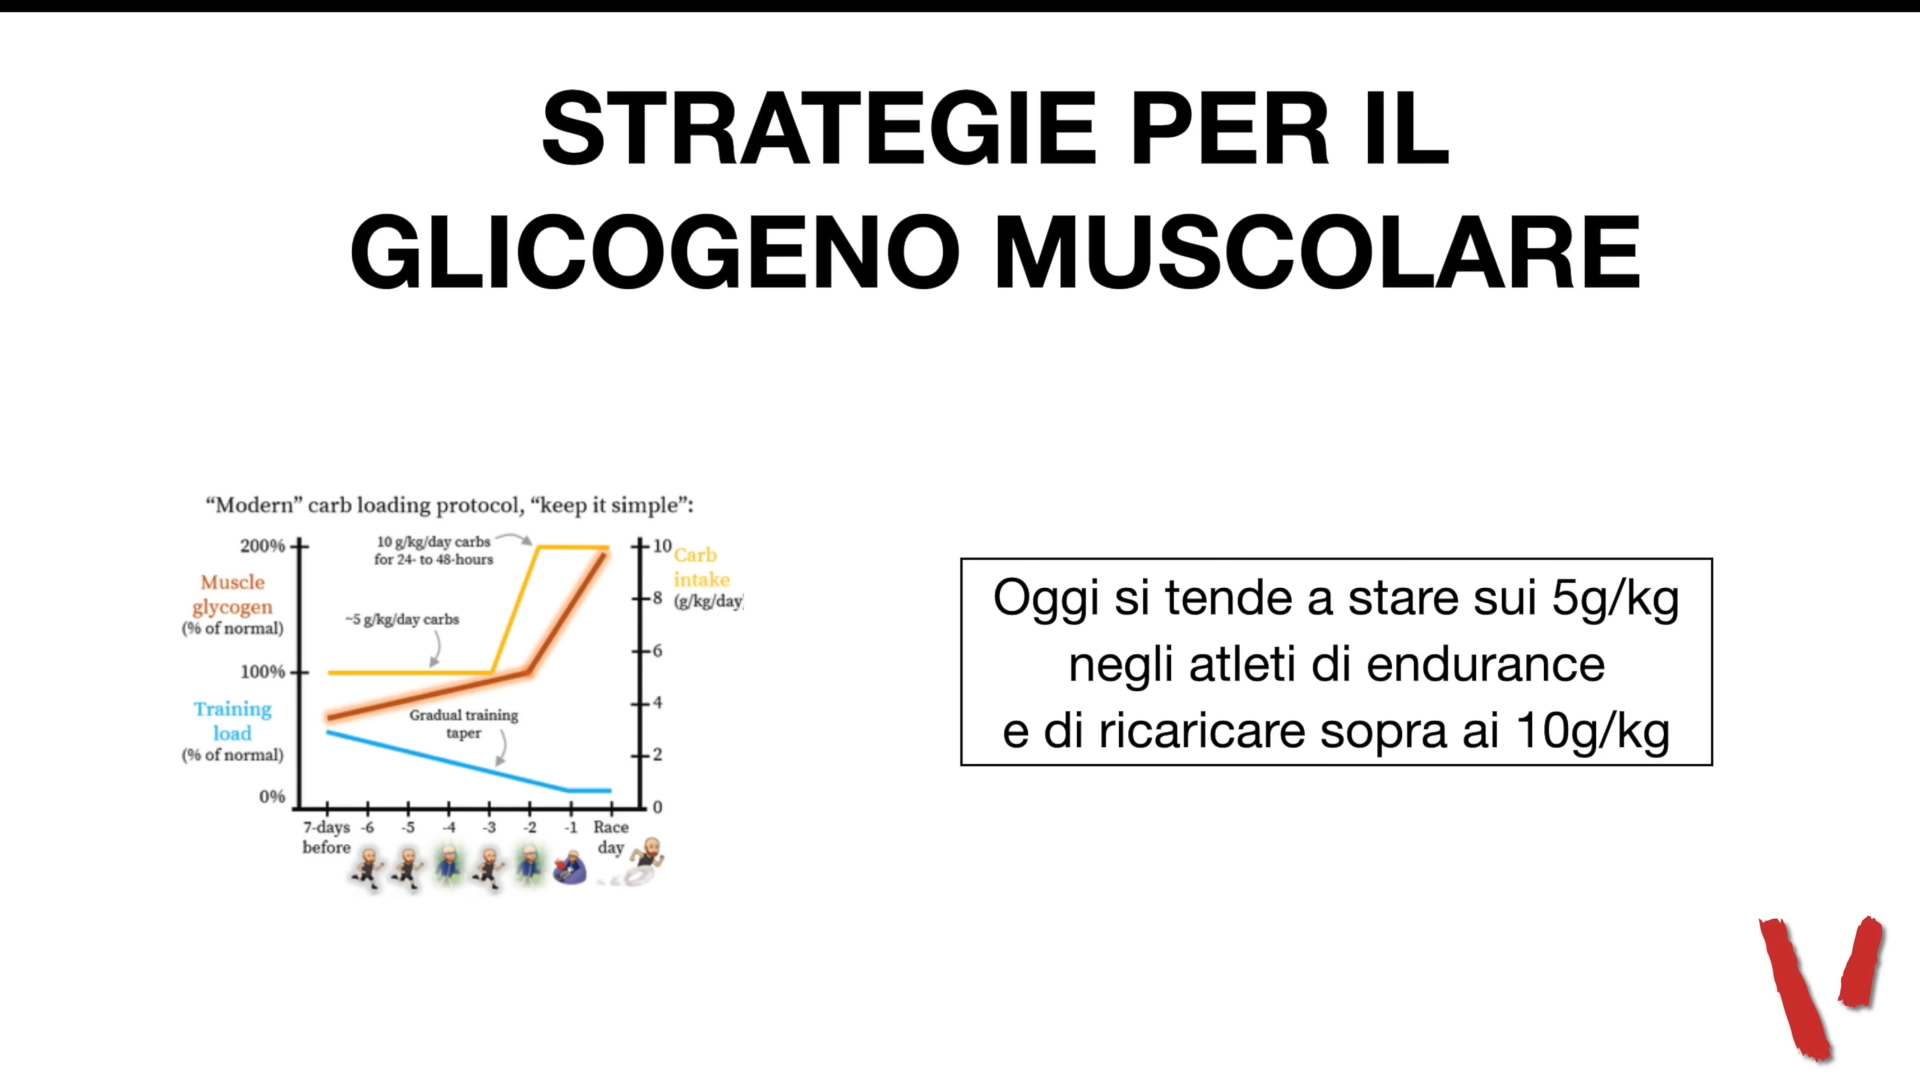 STRATEGIE PER IL
GLICOGENO MUSCOLARE
“Modern” carb loading protocol, “keep it simple”:
200%
10 g/kg/day carbs
for 24- to 48-hours
10
Carb
intake
(g/kg/day
Muscle
glycogen
(% of normal)
8
~5 g/kg/day carbs
6
100%
4
Training
load
(% of normal)
Gradual training
taper
2
0%
0
7-days
before
-6
-5
-4
-3
-2
-1
Race
day
Oggi si tende a stare sui 5g/kg
negli atleti di endurance
e di ricaricare sopra ai 10g/kg